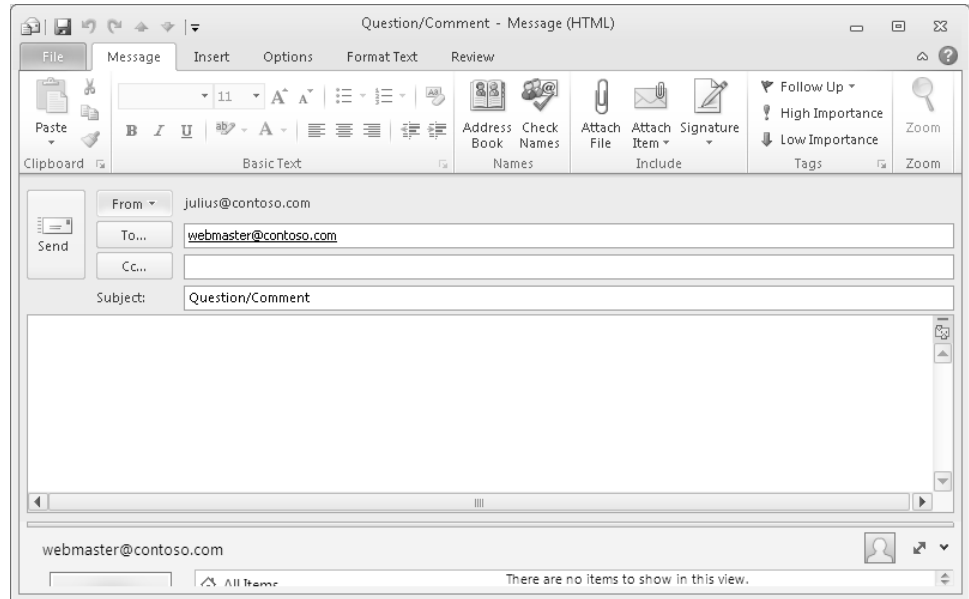 Question/Comment - Message (HTML)
File Message Insert Options Format Text Review
Paste
11
B I U
Address Book
Check Names
Attach File
Attach Item
Signature
Follow Up
High Importance
Low Importance
Zoom
Clipboard Basic Text Names Include Tags Zoom
Send
From julius@contoso.com
To... webmaster@contoso.com
Cc...
Subject: Question/Comment
webmaster@contoso.com
All Items There are no items to show in this view.